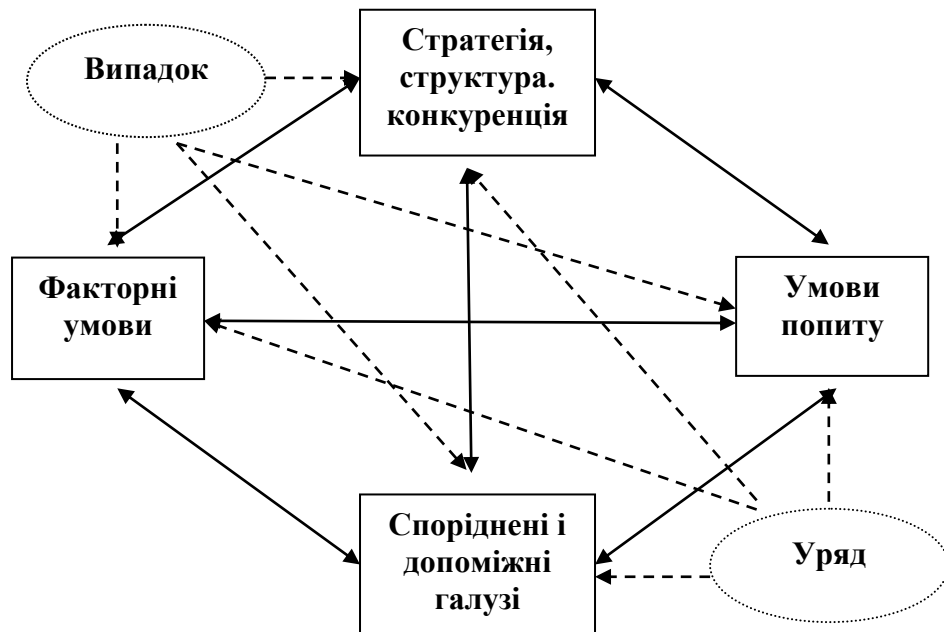 Випадок
Стратегія,
структура.
конкуренція
Факторні
умови
Умови
попиту
Споріднені і
допоміжні
галузі
Уряд